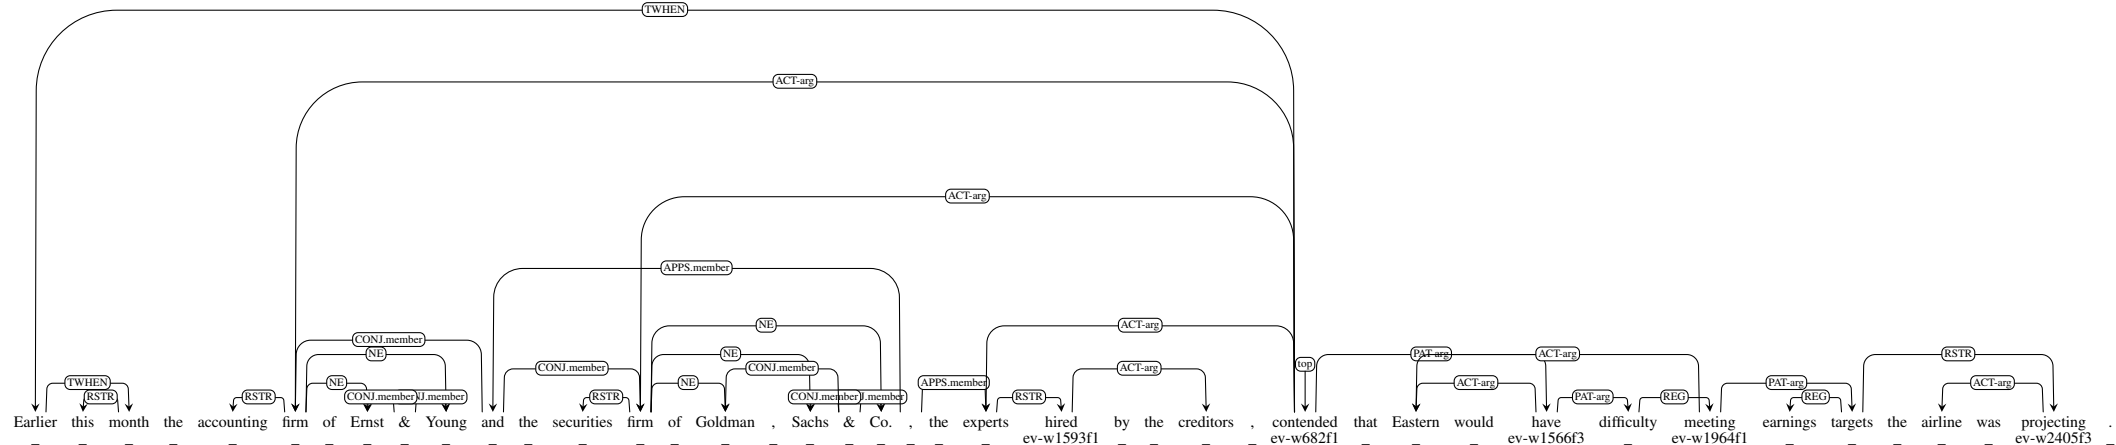 TWHEN
ACT-arg
ACT-arg
APPS.member
NE ACT-arg
CONJ.member top
NE NE PAT-arg ACT-arg RSTR
CONJ.member CONJ.member ACT-arg
TWHEN NE NE APPS.member ACT-arg PAT-arg ACT-arg
RSTR RSTR CONJ.member RSTR CONJ.member RSTR PAT-arg REG REG
Earlier this month the accounting firm of Ernst & Young and the securities firm of Goldman , Sachs & Co. , the experts hired by the creditors , contended that Eastern would have difficulty meeting earnings targets the airline was projecting .
ev-w1593f1 ev-w682f1 ev-w1566f3 ev-w1964f1 ev-w2405f3